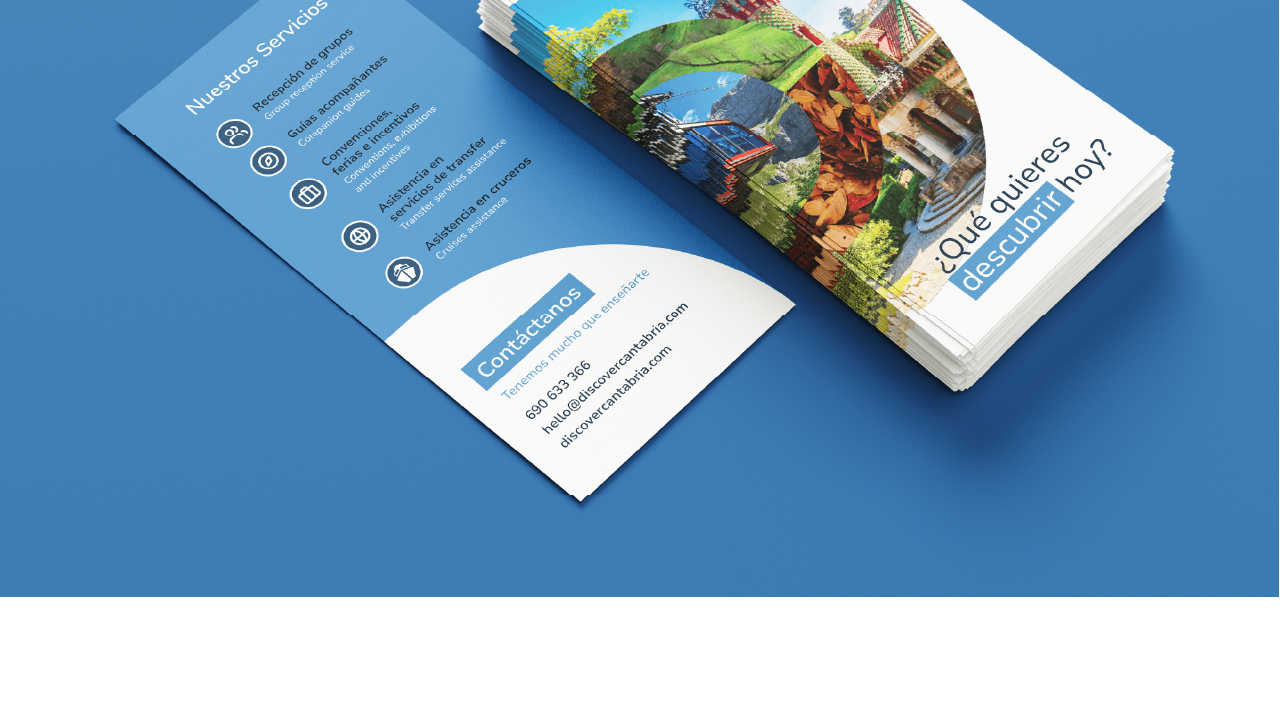 Nuestros Servicios
Recepción de grupos
Group reception service
Guías acompañantes
Companion guides
Convenciones,
ferias e incentivos
Conventions, exhibitions
and incentives
Asistencia en
servicios de transfer
Transfer services assistance
Asistencia en cruceros
Cruises assistance
Contáctanos
Tenemos mucho que enseñarte
690 633 366
hello@discovercantabria.com
discovercantabria.com
¿Qué quieres
descubrir hoy?